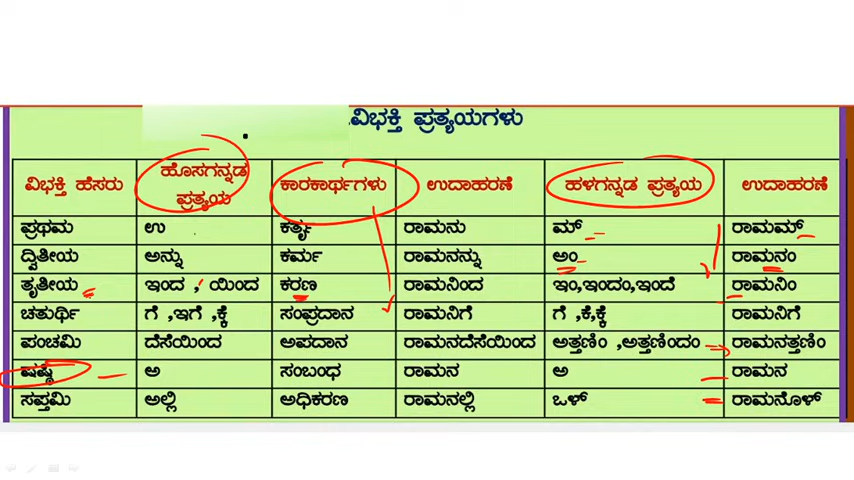 ವಿಭಕ್ತಿ ಪ್ರತ್ಯಯಗಳು
ವಿಭಕ್ತಿ ಹೆಸರು ಹೊಸಗನ್ನಡ ಪ್ರತ್ಯಯ ಕಾರಕಾರ್ಥಗಳು ಉದಾಹರಣೆ ಹಳಗನ್ನಡ ಪ್ರತ್ಯಯ ಉದಾಹರಣೆ
ಪ್ರಥಮ ಉ ಕರ್ತೃ ರಾಮನು ಮ್ ರಾಮಮ್
ದ್ವಿತೀಯ ಅನ್ನು ಕರ್ಮ ರಾಮನನ್ನು ಅಂ ರಾಮನಂ
ತೃತೀಯ ಇಂದ , ಯಿಂದ ಕರಣ ರಾಮನಿಂದ ಇಂ,ಇಂದಂ,ಇಂದೆ ರಾಮನಿಂ
ಚತುರ್ಥಿ ಗೆ ,ಇಗೆ ,ಕ್ಕೆ ಸಂಪ್ರದಾನ ರಾಮನಿಗೆ ಗೆ ,ಕೆ,ಕ್ಕೆ ರಾಮನಿಗೆ
ಪಂಚಮಿ ದೆಸೆಯಿಂದ ಅಪದಾನ ರಾಮನದೆಸೆಯಿಂದ ಅತ್ತಣಿಂ ,ಅತ್ತಣಿಂದಂ ರಾಮನತ್ತಣಿಂ
ಷಷ್ಠಿ ಅ ಸಂಬಂಧ ರಾಮನ ಅ ರಾಮನ
ಸಪ್ತಮಿ ಅಲ್ಲಿ ಅಧಿಕರಣ ರಾಮನಲ್ಲಿ ಒಳ್ ರಾಮನೊಳ್